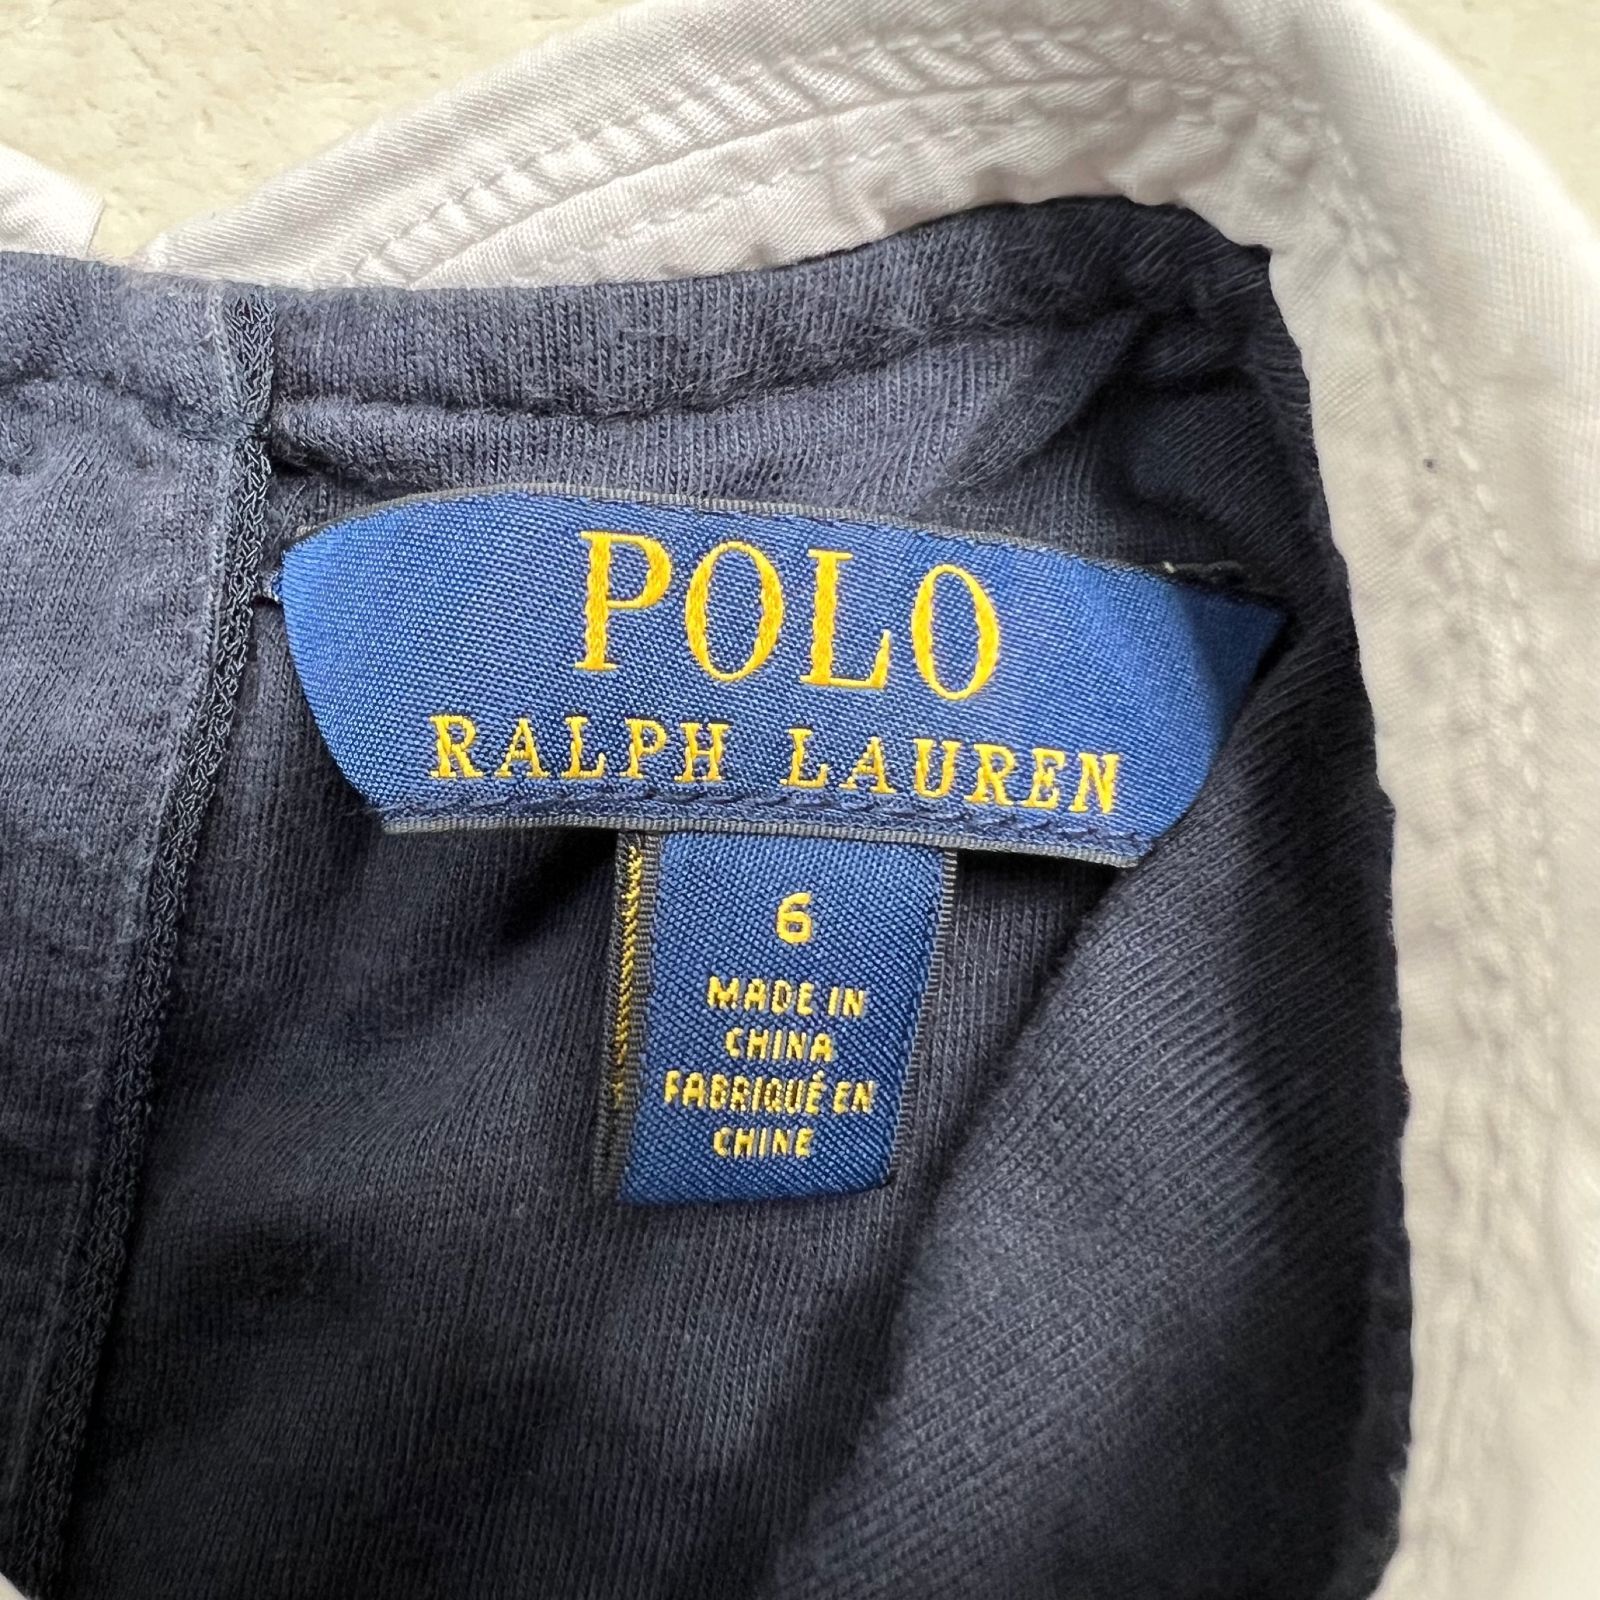 POLO
RALPH LAUREN
6
MADE IN
CHINA
FABRIQUÉ EN
CHINE